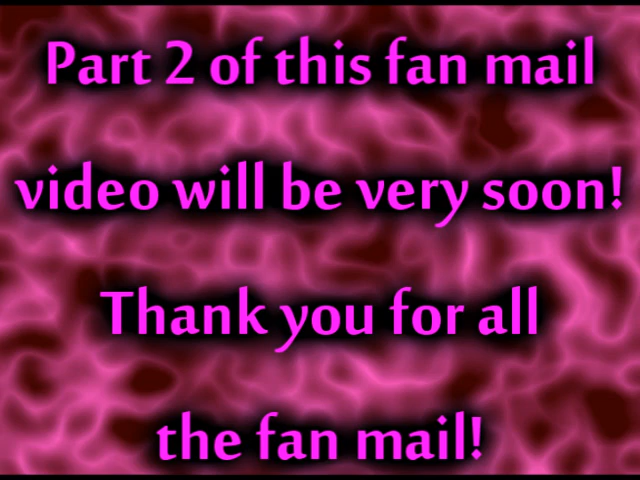 Part 2 of this fan mail
video will be very soon!
Thank you for all
the fan mail!